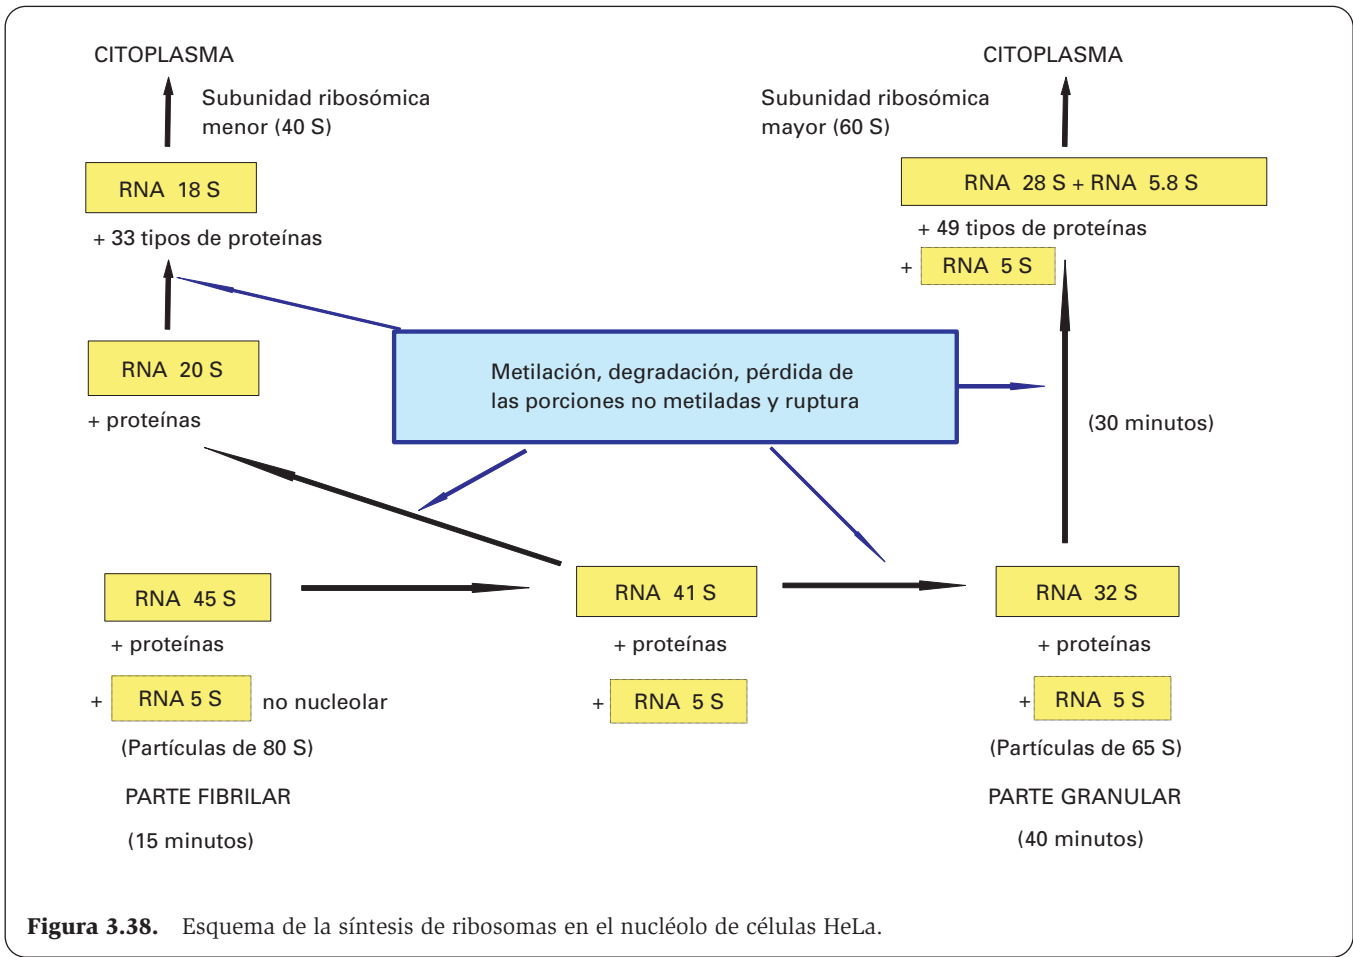 CITOPLASMA
Subunidad ribosómica
menor (40 S)
RNA 18 S
+ 33 tipos de proteínas
RNA 20 S
+ proteínas
CITOPLASMA
Subunidad ribosómica
mayor (60 S)
RNA 28 S + RNA 5.8 S
+ 49 tipos de proteínas
+ RNA 5 S
Metilación, degradación, pérdida de
las porciones no metiladas y ruptura
(30 minutos)
RNA 45 S
+ proteínas
+ RNA 5 S no nucleolar
(Partículas de 80 S)
PARTE FIBRILAR
(15 minutos)
RNA 41 S
+ proteínas
+ RNA 5 S
RNA 32 S
+ proteínas
+ RNA 5 S
(Partículas de 65 S)
PARTE GRANULAR
(40 minutos)
Figura 3.38. Esquema de la síntesis de ribosomas en el nucléolo de células HeLa.